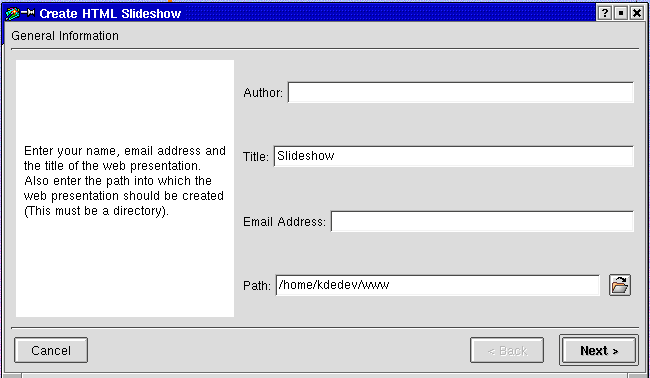 Create HTML Slideshow
General Information
Author:
Enter your name, email address and
the title of the web presentation.
Also enter the path into which the
web presentation should be created
(This must be a directory).
Title: Slideshow
Email Address:
Path: /home/kdedev/www
Cancel
< Back
Next >